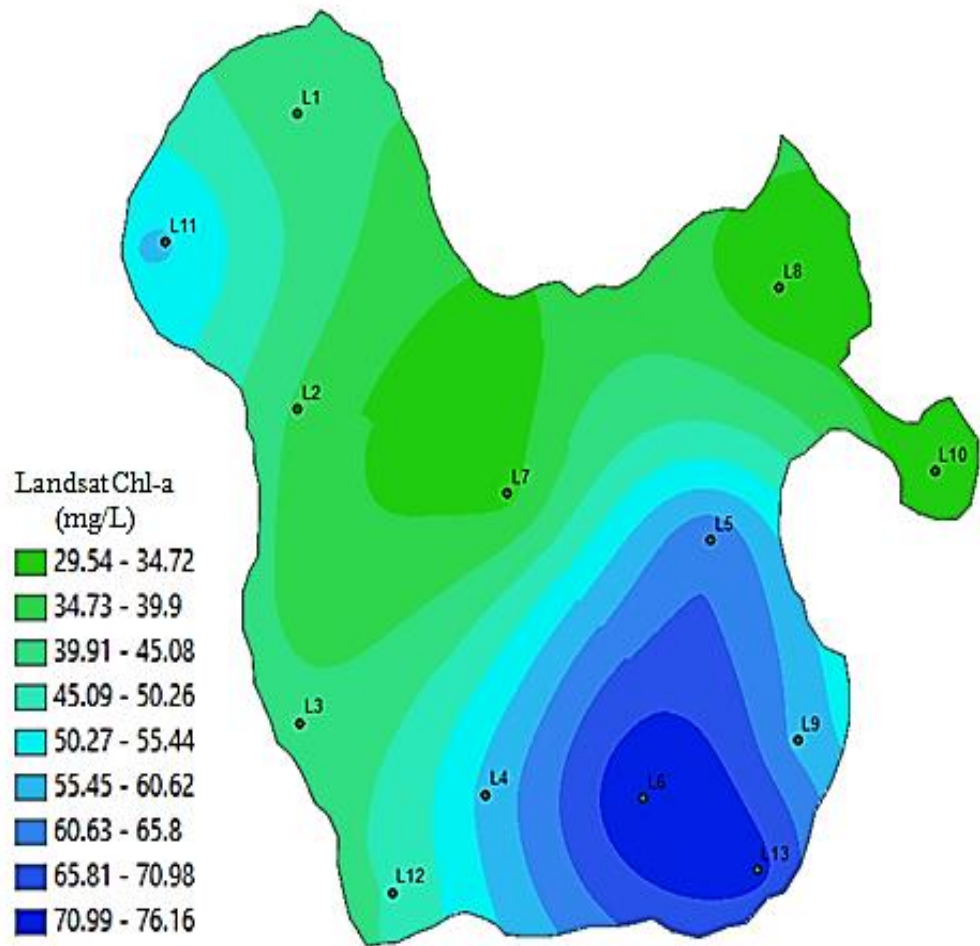 L1
L11
L8
L2
L10
L7
L5
L3
L9
L4
L6
L13
L12
Landsat Chl-a
(mg/L)
29.54 - 34.72
34.73 - 39.9
39.91 - 45.08
45.09 - 50.26
50.27 - 55.44
55.45 - 60.62
60.63 - 65.8
65.81 - 70.98
70.99 - 76.16